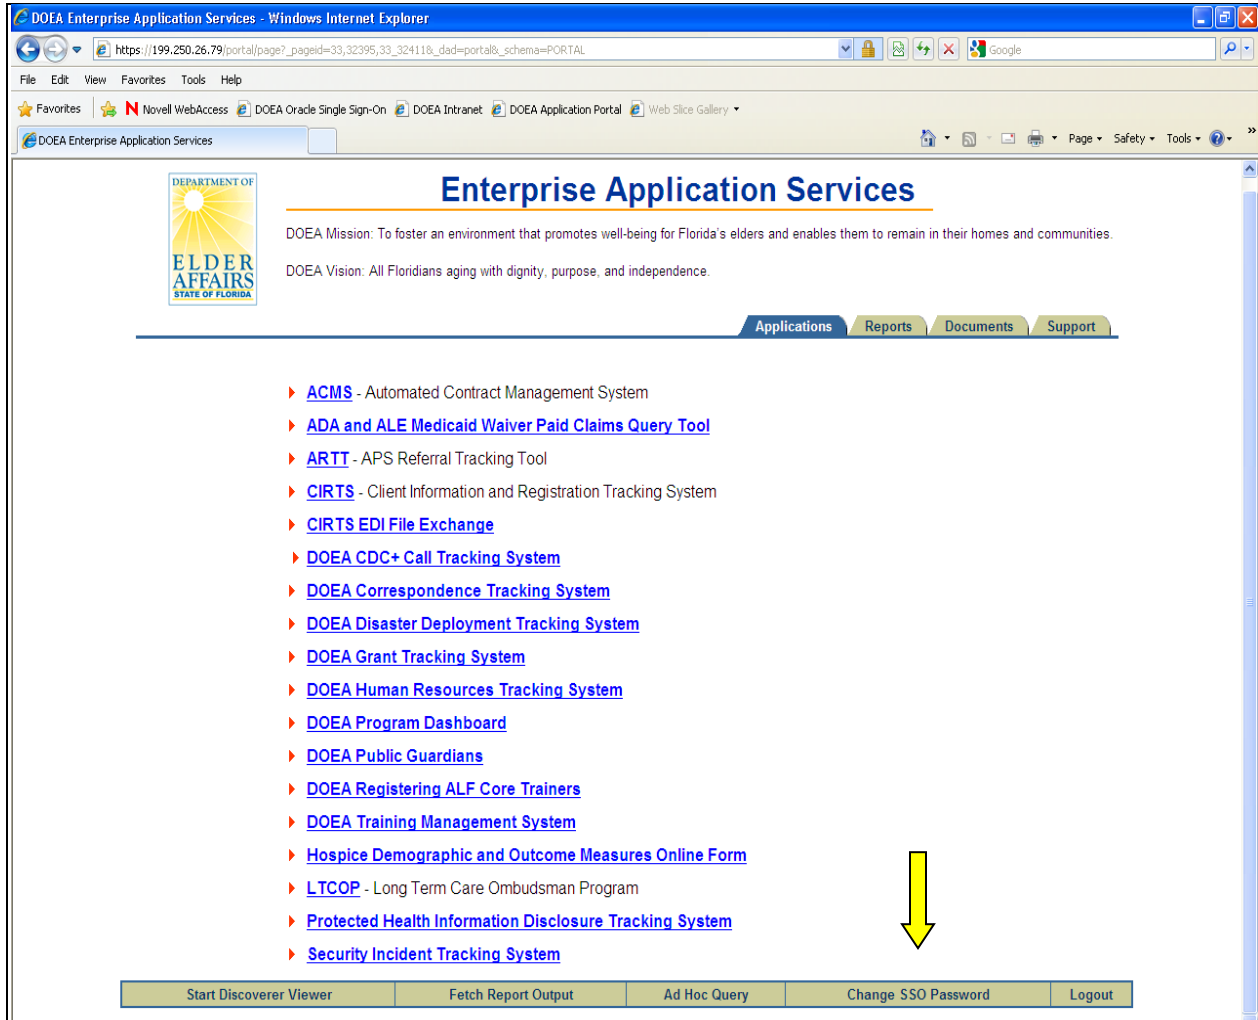 DOEA Enterprise Application Services - Windows Internet Explorer
https://199.250.26.79/portal/page?_pageid=33,32395,33_32411&_dad=portal&_schema=PORTAL
Google
File Edit View Favorites Tools Help
Favorites Novell WebAccess DOEA Oracle Single Sign-On DOEA Intranet DOEA Application Portal Web Slice Gallery
DOEA Enterprise Application Services
Page Safety Tools
DEPARTMENT OF
ELDER
AFFAIRS
STATE OF FLORIDA
Enterprise Application Services
DOEA Mission: To foster an environment that promotes well-being for Florida's elders and enables them to remain in their homes and communities.
DOEA Vision: All Floridians aging with dignity, purpose, and independence.
Applications Reports Documents Support
ACMS - Automated Contract Management System
ADA and ALE Medicaid Waiver Paid Claims Query Tool
ARTT - APS Referral Tracking Tool
CIRTS - Client Information and Registration Tracking System
CIRTS EDI File Exchange
DOEA CDC+ Call Tracking System
DOEA Correspondence Tracking System
DOEA Disaster Deployment Tracking System
DOEA Grant Tracking System
DOEA Human Resources Tracking System
DOEA Program Dashboard
DOEA Public Guardians
DOEA Registering ALF Core Trainers
DOEA Training Management System
Hospice Demographic and Outcome Measures Online Form
LTCOP - Long Term Care Ombudsman Program
Protected Health Information Disclosure Tracking System
Security Incident Tracking System
Start Discoverer Viewer Fetch Report Output Ad Hoc Query Change SSO Password Logout